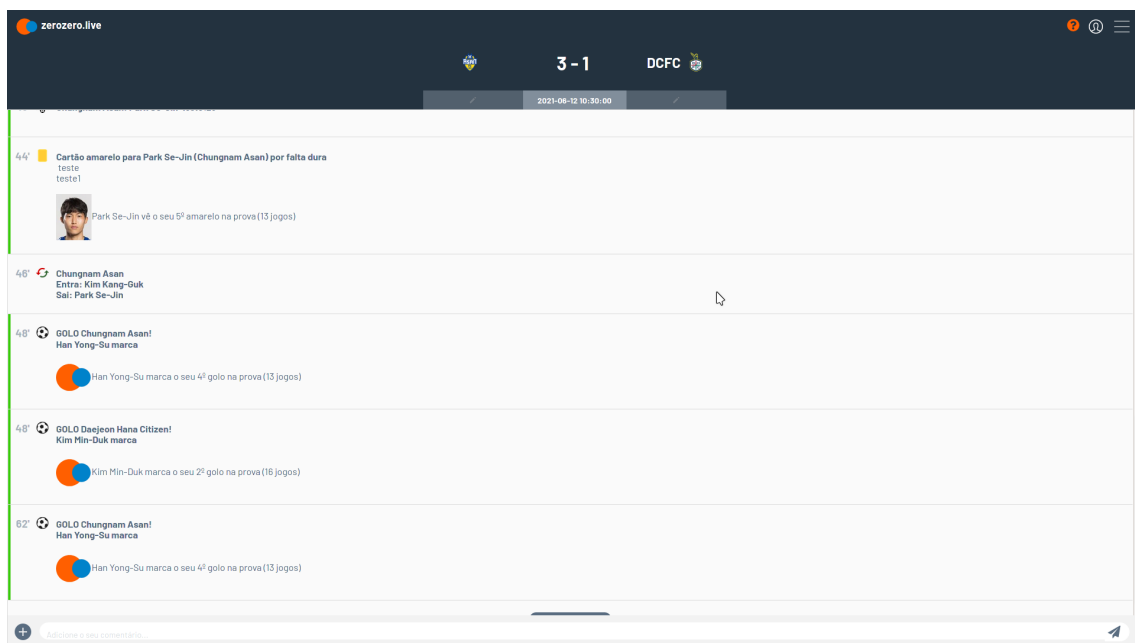 zerozero.live
?
3 - 1
DCFC
2021-06-12 10:30:00
44'
Cartão amarelo para Park Se-Jin (Chungnam Asan) por falta dura
teste
teste1
Park Se-Jin vê o seu 5º amarelo na prova (13 jogos)
46'
Chungnam Asan
Entra: Kim Kang-Guk
Sai: Park Se-Jin
48'
GOLO Chungnam Asan!
Han Yong-Su marca
Han Yong-Su marca o seu 4º golo na prova (13 jogos)
48'
GOLO Daejeon Hana Citizen!
Kim Min-Duk marca
Kim Min-Duk marca o seu 2º golo na prova (16 jogos)
62'
GOLO Chungnam Asan!
Han Yong-Su marca
Han Yong-Su marca o seu 4º golo na prova (13 jogos)
Adicione o seu comentário...